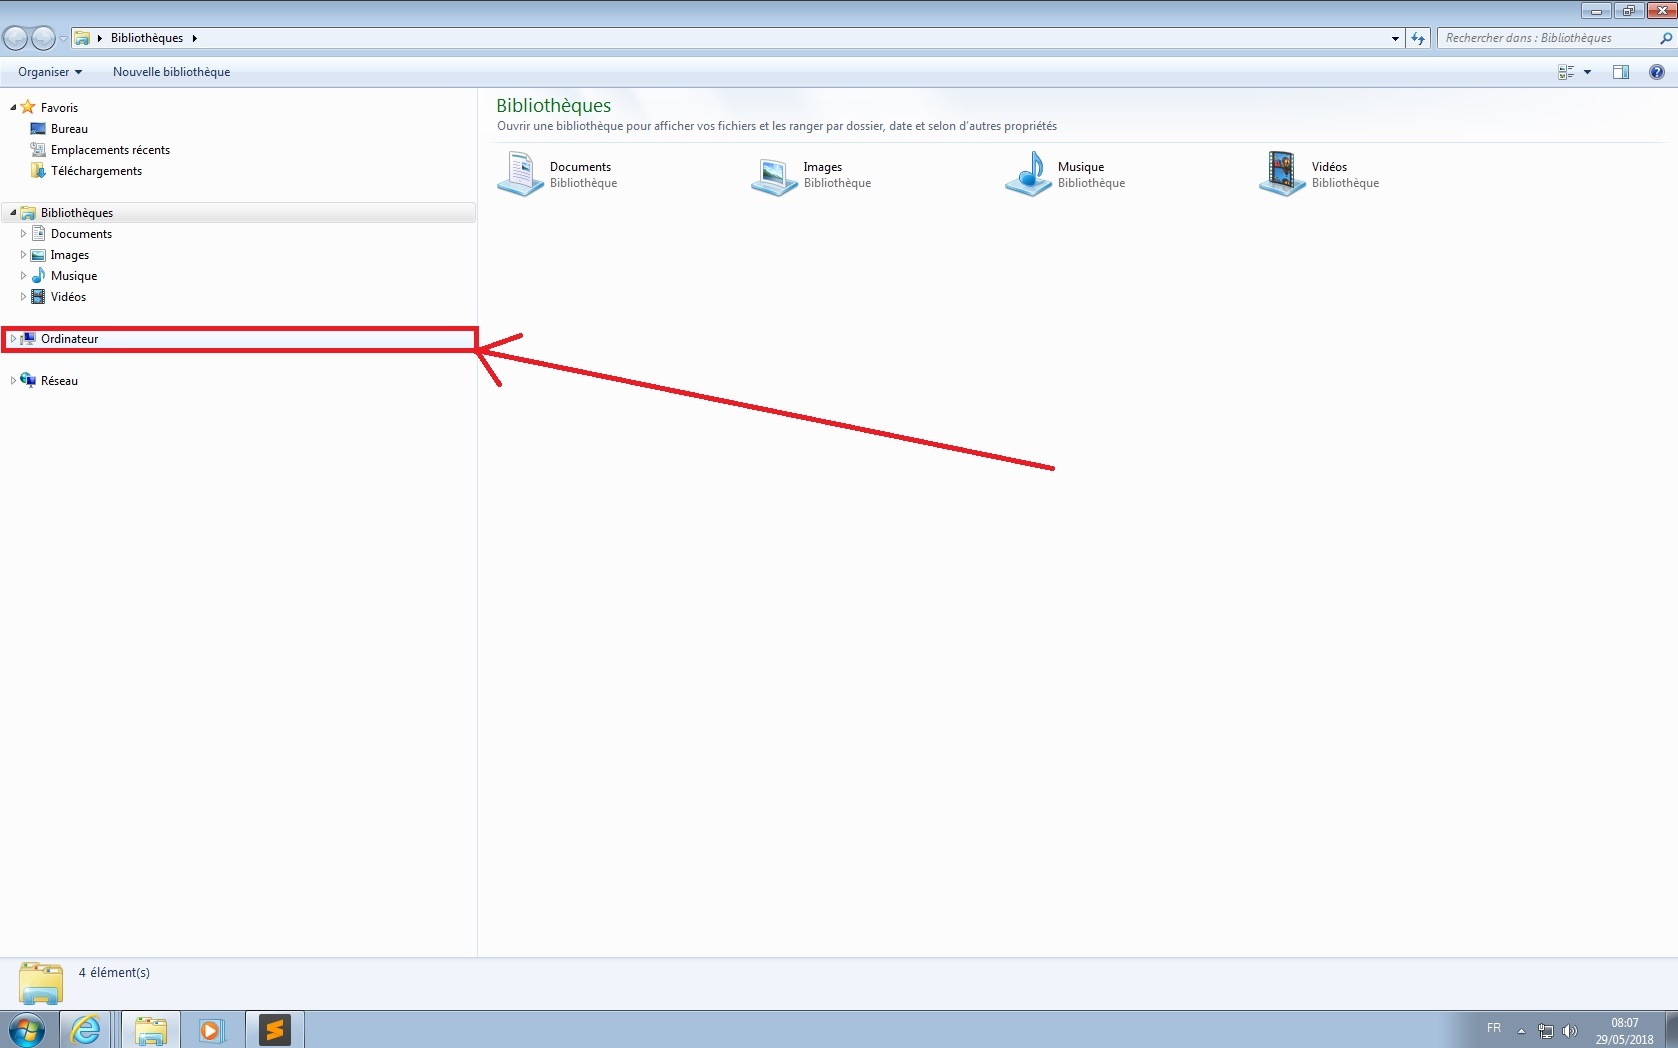 Bibliothèques
Rechercher dans : Bibliothèques
Organiser
Nouvelle bibliothèque
Favoris
Bureau
Emplacements récents
Téléchargements
Bibliothèques
Documents
Images
Musique
Vidéos
Ordinateur
Réseau
Bibliothèques
Ouvrir une bibliothèque pour afficher vos fichiers et les ranger par dossier, date et selon d'autres propriétés
Documents
Bibliothèque
Images
Bibliothèque
Musique
Bibliothèque
Vidéos
Bibliothèque
4 élément(s)
FR
08:07
29/05/2018